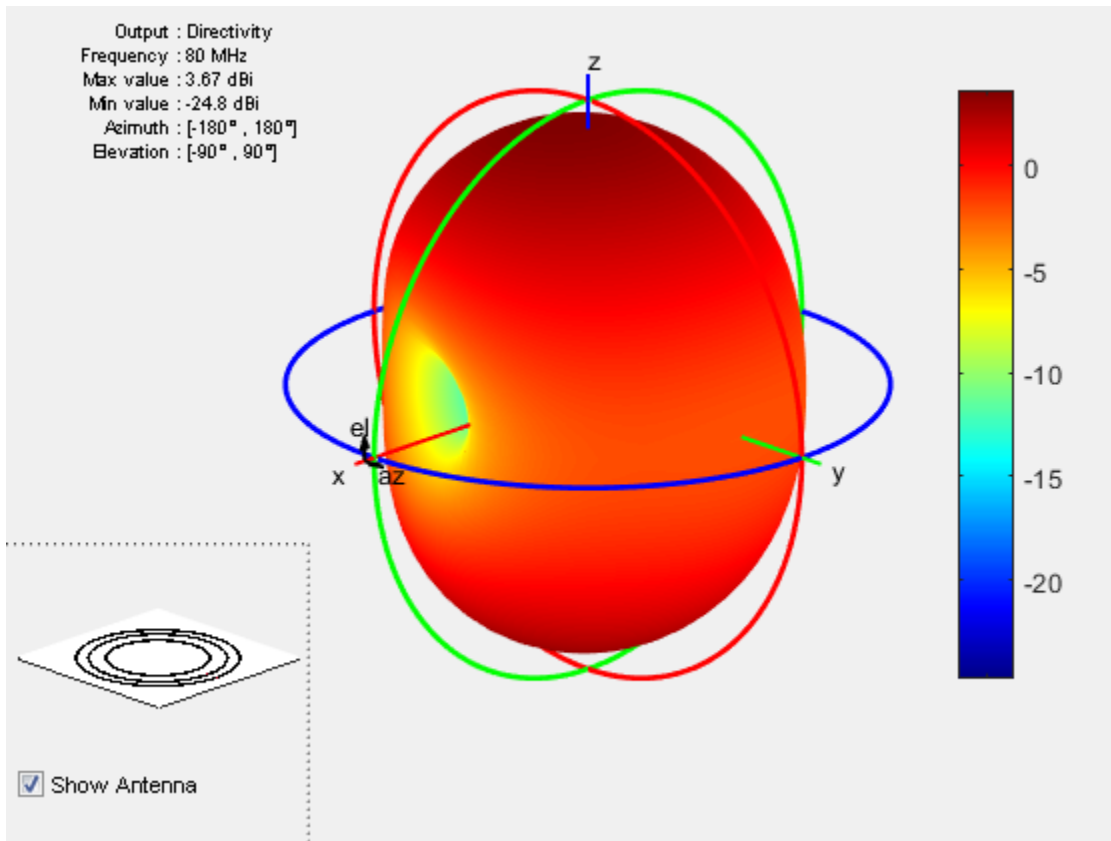 Output : Directivity
Frequency : 80 MHz
Max value : 3.67 dBi
Min value : -24.8 dBi
Azimuth : [-180° , 180°]
Elevation : [-90° , 90°]
z
0
-5
-10
-15
-20
el
x
az
y
Show Antenna